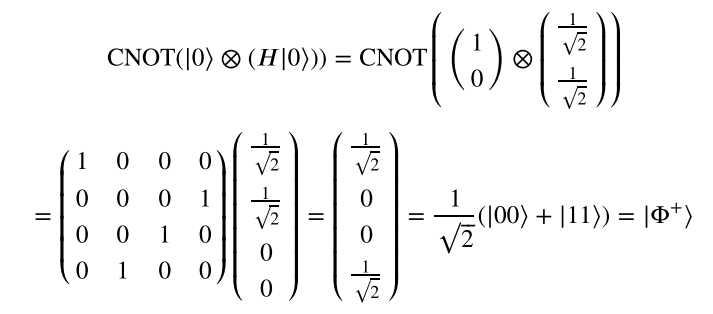 CNOT(|0⟩ ⊗ (H|0⟩)) = CNOT ( ( 1 0 ) ⊗ ( 1/√2 1/√2 ) )
= ( 1 0 0 0 ; 0 0 0 1 ; 0 0 1 0 ; 0 1 0 0 ) ( 1/√2 1/√2 0 0 ) = ( 1/√2 0 0 1/√2 ) = 1/√2 (|00⟩ + |11⟩) = |Φ⁺⟩